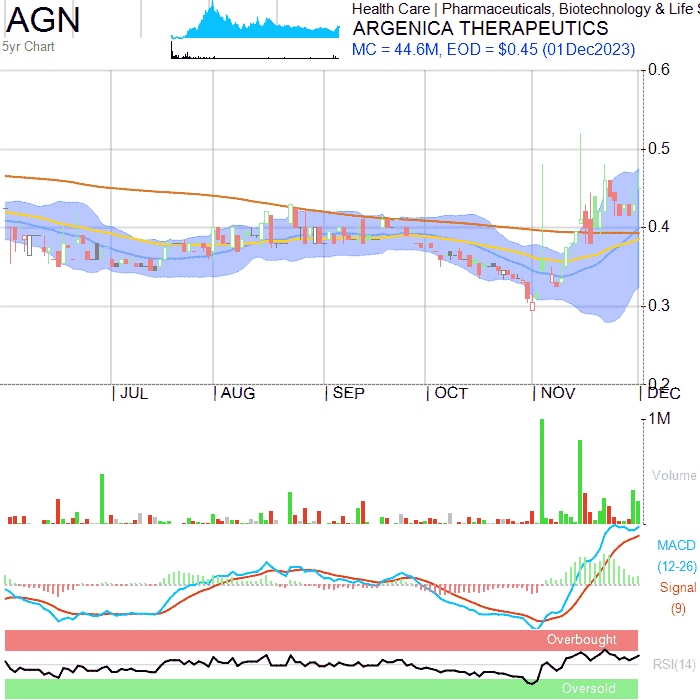 AGN
5yr Chart
Health Care | Pharmaceuticals, Biotechnology & Life
ARGENICA THERAPEUTICS
MC = 44.6M, EOD = $0.45 (01Dec2023)
0.6
0.5
0.4
0.3
0.2
JUL AUG SEP OCT NOV DEC
1M
Volume
MACD
(12-26)
Signal
(9)
Overbought
RSI(14)
Oversold